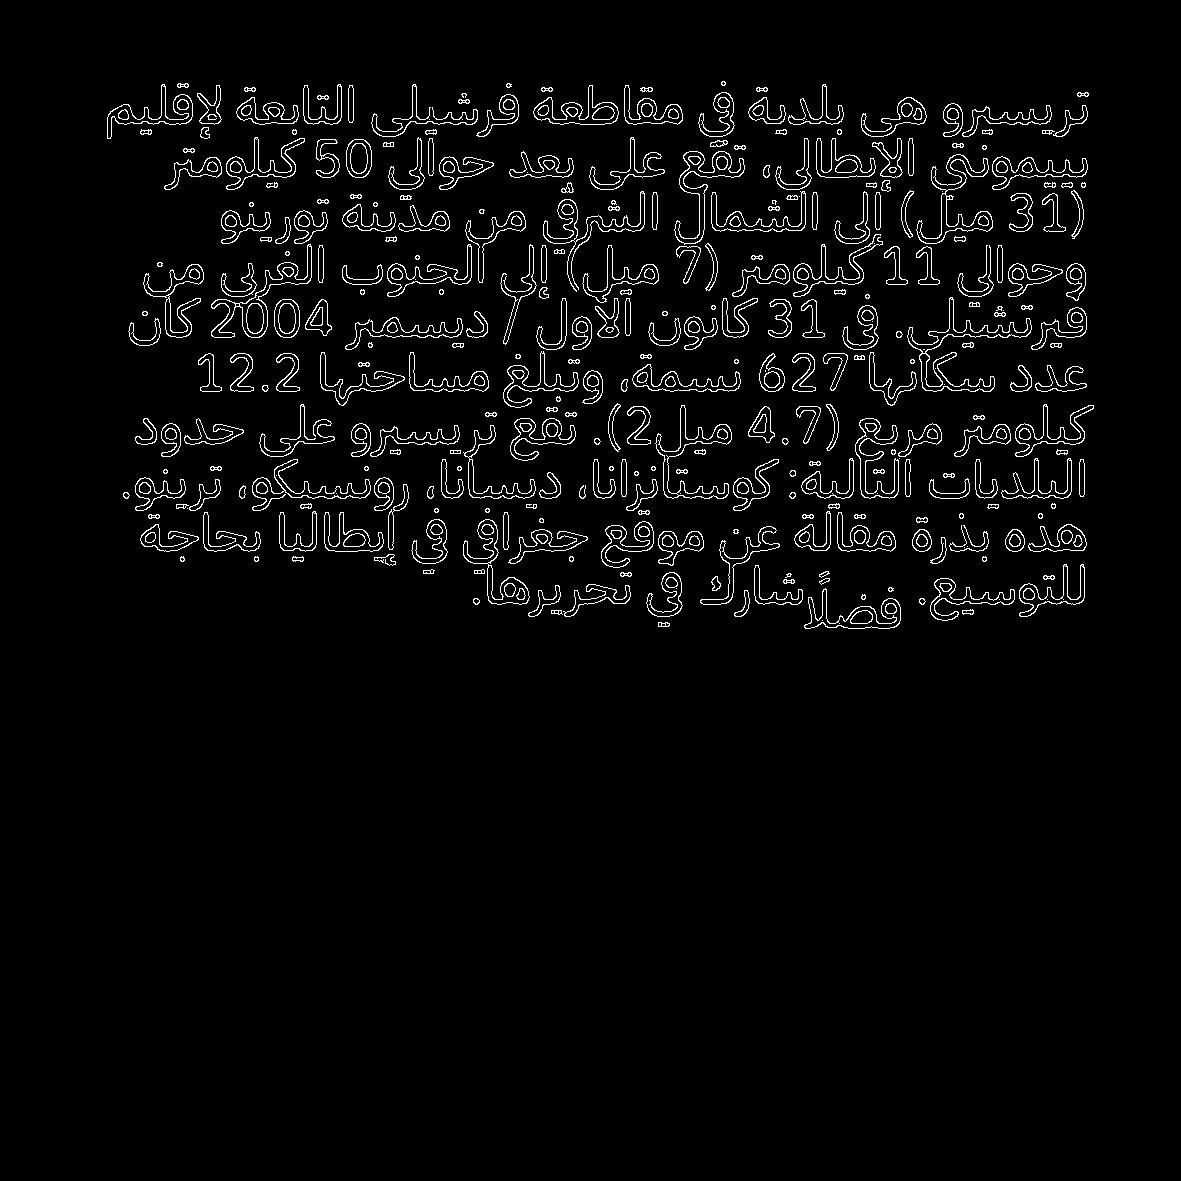 تريسيرو هي بلدية في مقاطعة فرشيلي التابعة لإقليم
بييمونتي الإيطالي، تقع على بعد حوالي 50 كيلومتر
(31 ميل) إلى الشمال الشرقي من مدينة تورينو
وحوالي 11 كيلومتر (7 ميل) إلى الجنوب الغربي من
فيرتشيتلي. في 31 كانون الأول / ديسمبر 2004 كان
عدد سكانها 627 نسمة، وتبلغ مساحتها 12.2
كيلومتر مربع (4.7 ميل2). تقع تريسيرو على حدود
البلديات التالية: كوستانزانا، ديسانا، رونسيكو، ترينو.
هذه بذرة مقالة عن موقع جغرافي في إيطاليا بحاجة
للتوسيع. فضلًا شارك في تحريرها.